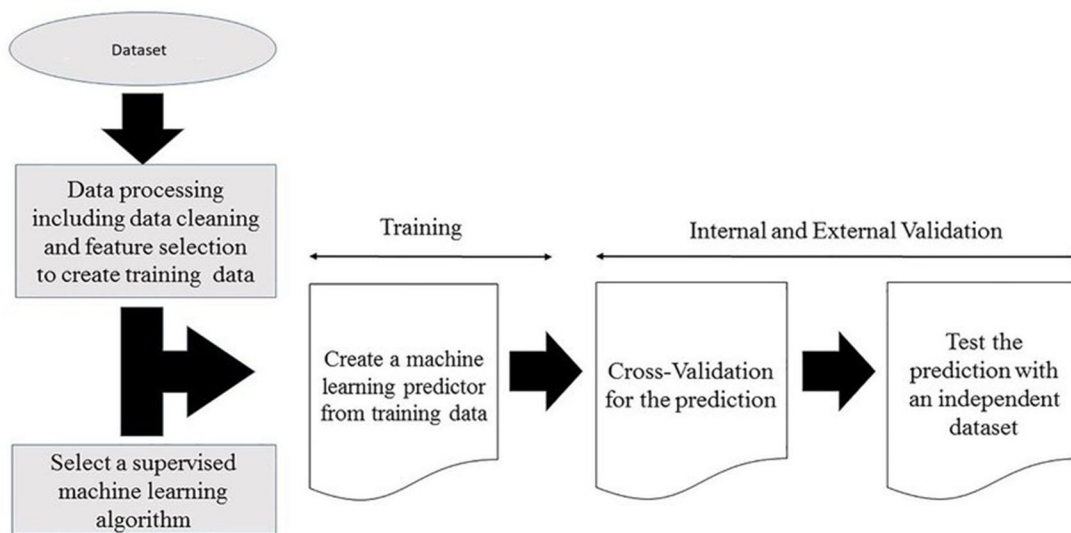 Dataset
Data processing
including data cleaning
and feature selection
to create training data
Select a supervised
machine learning
algorithm
Training
Create a machine
learning predictor
from training data
Internal and External Validation
Cross-Validation
for the prediction
Test the
prediction with
an independent
dataset